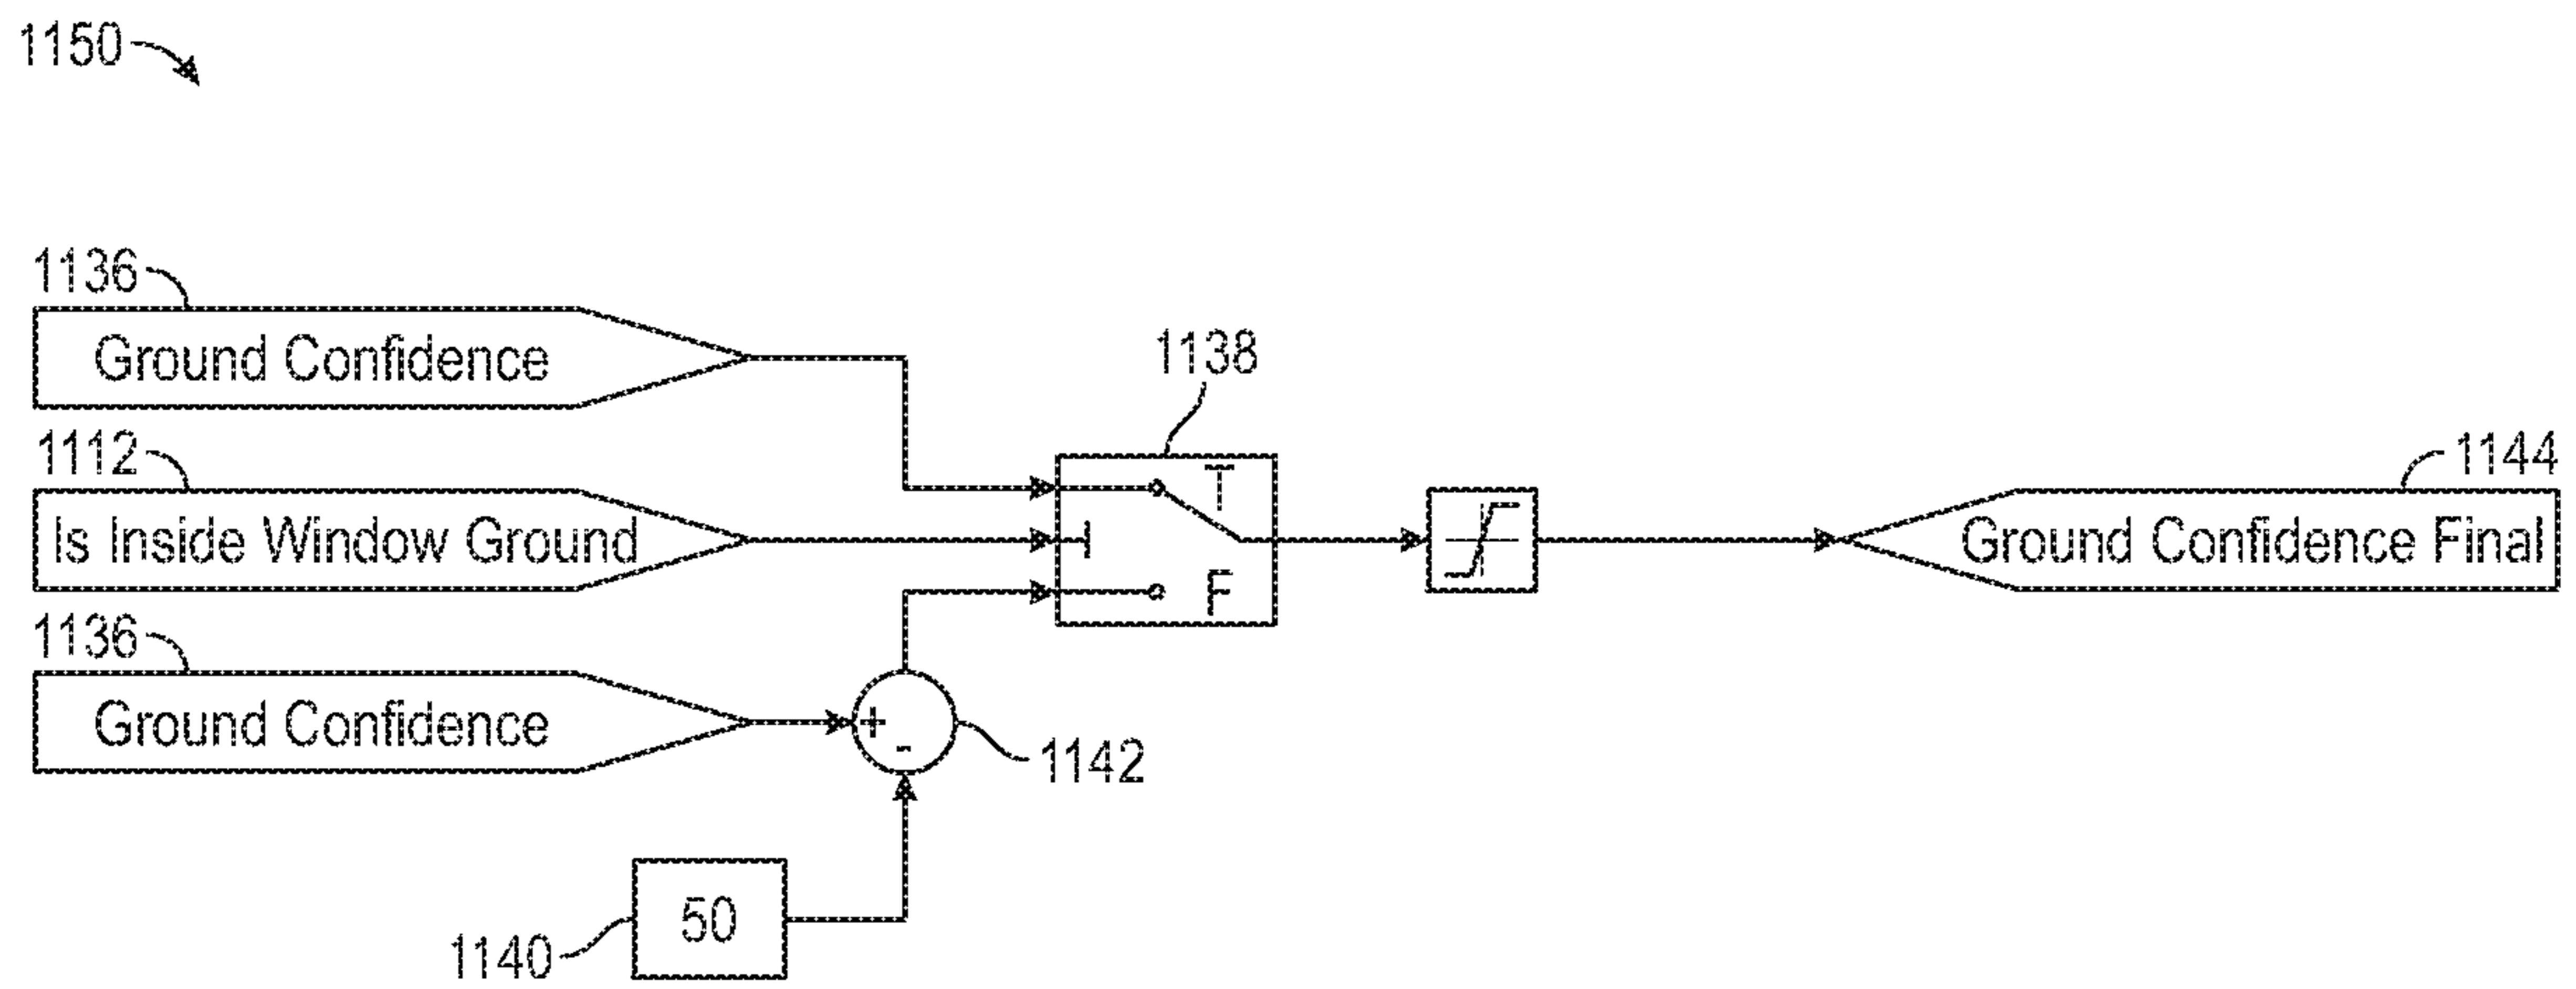 1150
1136
Ground Confidence
1138
T
F
1112
Is Inside Window Ground
1144
Ground Confidence Final
1136
Ground Confidence
+
-
1142
50
1140